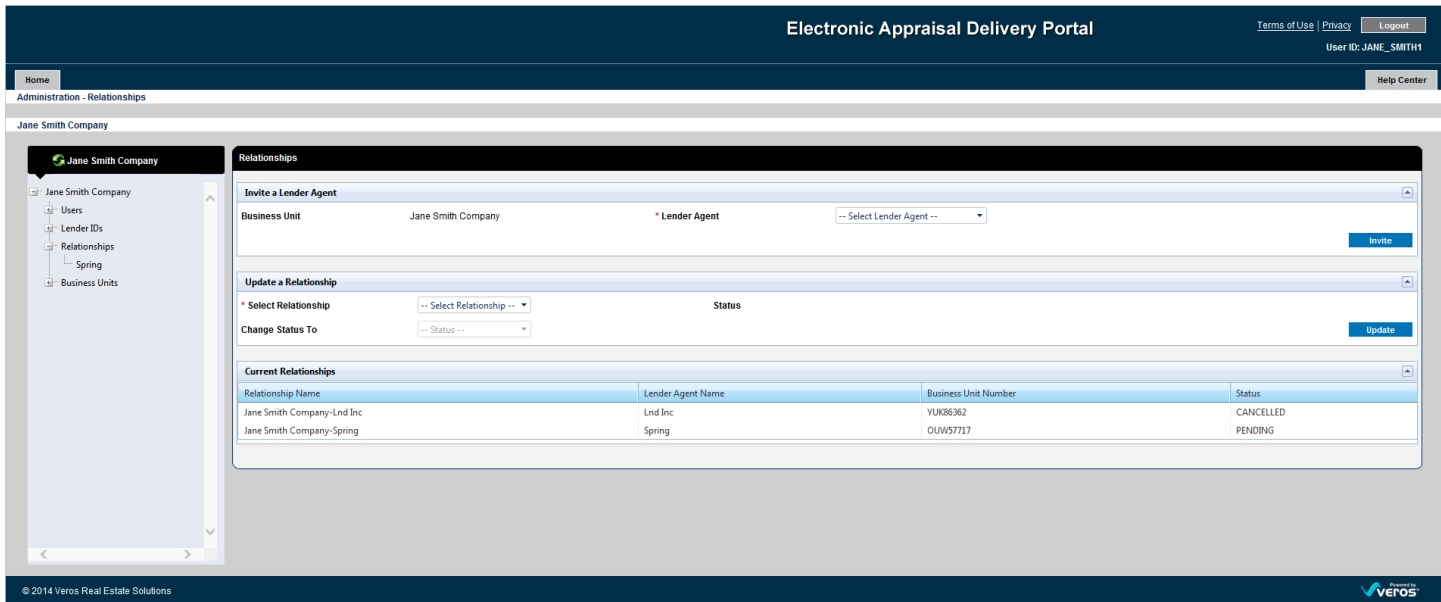 Electronic Appraisal Delivery Portal
Terms of Use | Privacy Logout
User ID: JANE_SMITH1
Home Help Center
Administration - Relationships
Jane Smith Company
Jane Smith Company
Jane Smith Company
Users
Lender IDs
Relationships
Spring
Business Units
Relationships
Invite a Lender Agent
Business Unit Jane Smith Company * Lender Agent -- Select Lender Agent --
Invite
Update a Relationship
* Select Relationship -- Select Relationship -- Status
Change Status To -- Status -- Update
Current Relationships
Relationship Name Lender Agent Name Business Unit Number Status
Jane Smith Company-Lnd Inc Lnd Inc YUK86362 CANCELLED
Jane Smith Company-Spring Spring OUW57717 PENDING
© 2014 Veros Real Estate Solutions
Powered by
veros